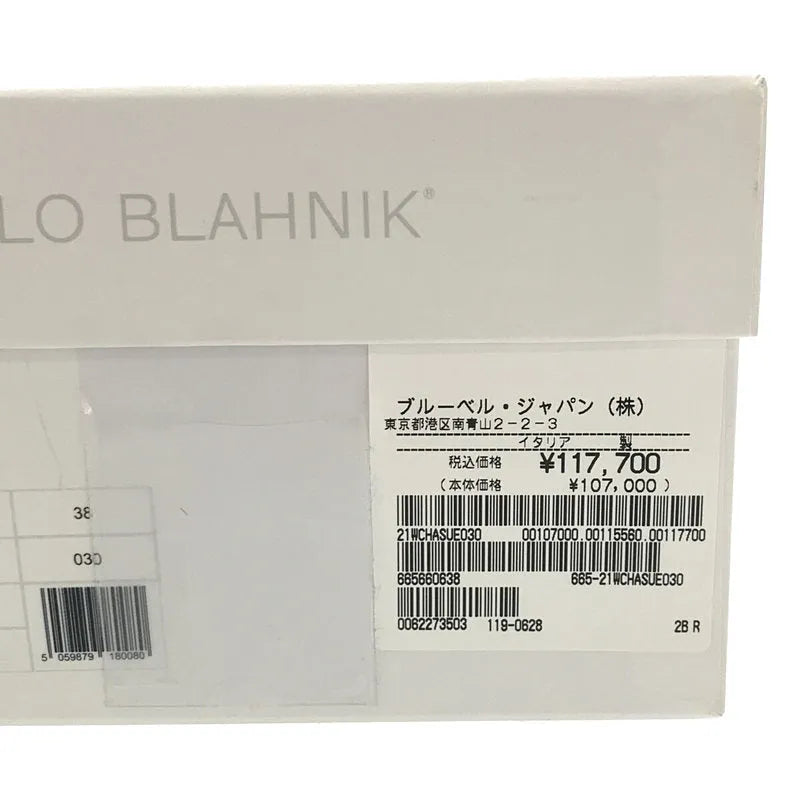 LO BLAHNIK®
ブルーベル・ジャパン(株)
東京都港区南青山2-2-3
イタリア 製
税込価格 ¥117,700
(本体価格 ¥107,000)
21WCHASUE030 00107000.00115560.00117700
665660638 665-21WCHASUE030
0062273503 119-0628 2B R
38
030
5 059879 180080